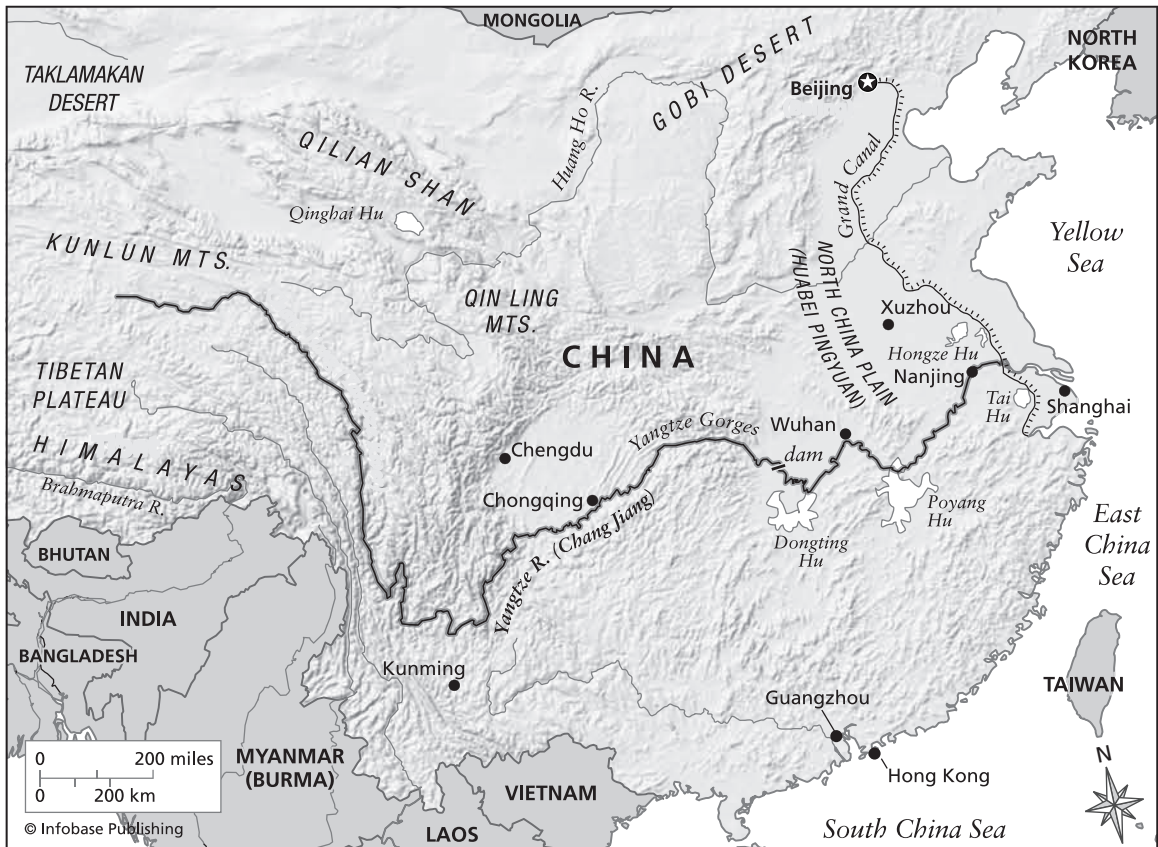 MONGOLIA
NORTH
KOREA
TAKLAMAKAN
DESERT
GOBI DESERT
Beijing
Huang Ho R.
QILIAN SHAN
Grand Canal
Qinghai Hu
Yellow
Sea
KUNLUN MTS.
NORTH CHINA PLAIN
(HUABEI PINGYUAN)
QIN LING
MTS.
Xuzhou
CHINA
Hongze Hu
Nanjing
TIBETAN
PLATEAU
Tai
Hu
Shanghai
Wuhan
Yangtze Gorges
dam
Chengdu
HIMALAYAS
Brahmaputra R.
Chongqing
Yangtze R. (Chang Jiang)
Poyang
Hu
Dongting
Hu
East
China
Sea
BHUTAN
INDIA
BANGLADESH
Kunming
TAIWAN
Guangzhou
Hong Kong
MYANMAR
(BURMA)
VIETNAM
LAOS
South China Sea
N
0 200 miles
0 200 km
© Infobase Publishing